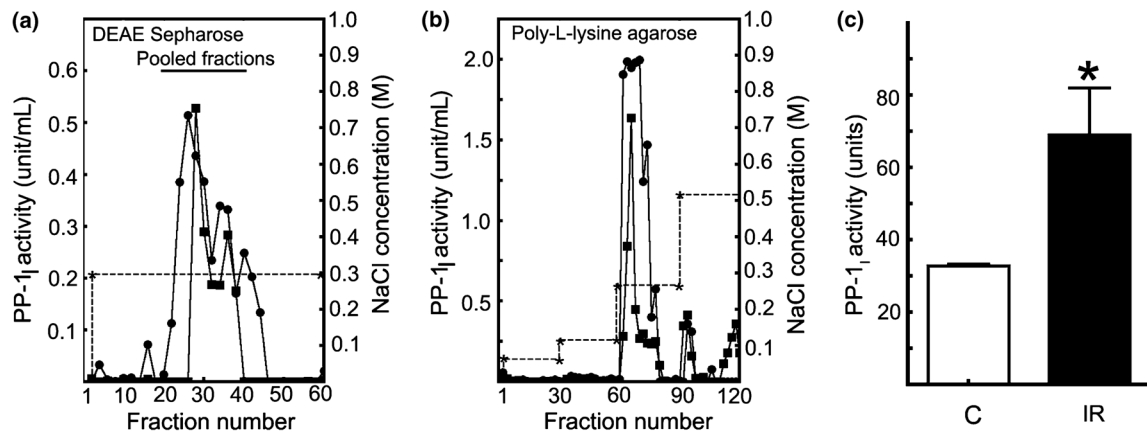 (a)
DEAE Sepharose
Pooled fractions
PP-1I activity (unit/mL)
0.6
0.5
0.4
0.3
0.2
0.1
1.0
0.9
0.8
0.7
0.6
0.5
0.4
0.3
0.2
0.1
NaCl concentration (M)
1 10 20 30 40 50 60
Fraction number
(b)
Poly-L-lysine agarose
PP-1I activity (unit/mL)
2.0
1.5
1.0
0.5
1.0
0.9
0.8
0.7
0.6
0.5
0.4
0.3
0.2
0.1
NaCl concentration (M)
1 30 60 90 120
Fraction number
(c)
*
PP-1I activity (units)
80
60
40
20
C IR